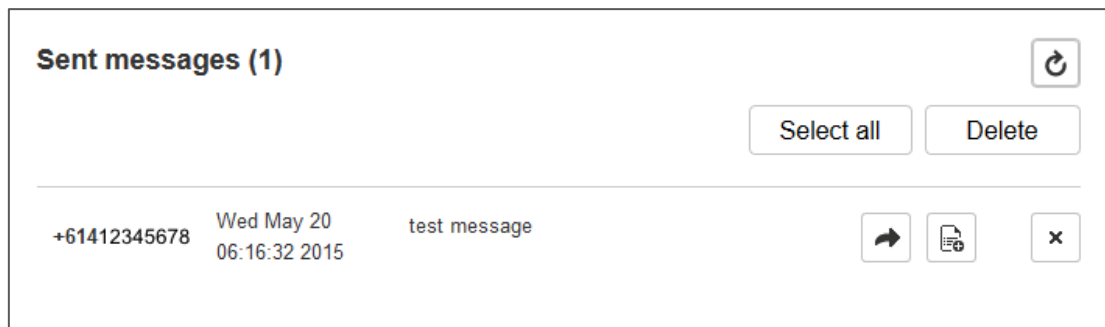 Sent messages (1)
Select all
Delete
+61412345678
Wed May 20
06:16:32 2015
test message